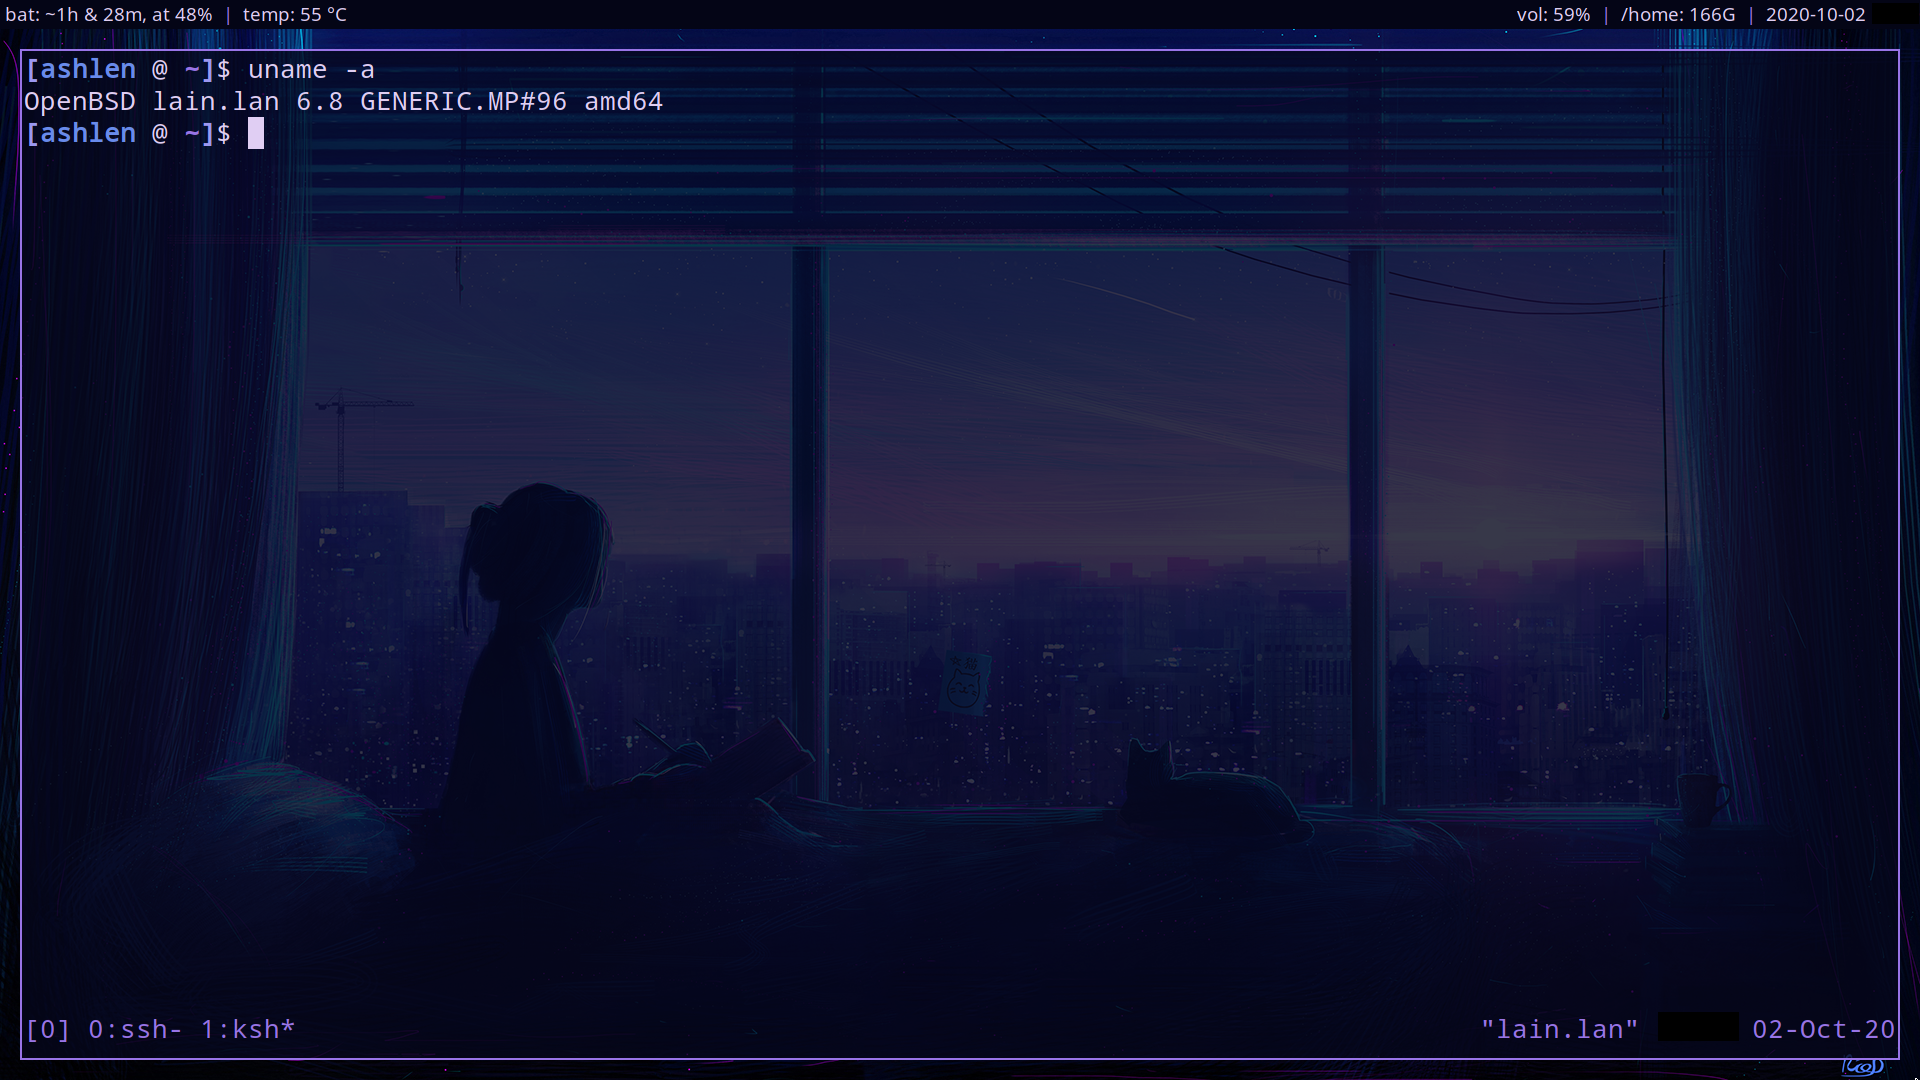 bat: ~1h & 28m, at 48% | temp: 55 °C
vol: 59% | /home: 166G | 2020-10-02
[ashlen @ ~]$ uname -a
OpenBSD lain.lan 6.8 GENERIC.MP#96 amd64
[ashlen @ ~]$
[0] 0:ssh- 1:ksh*
"lain.lan" 02-Oct-20